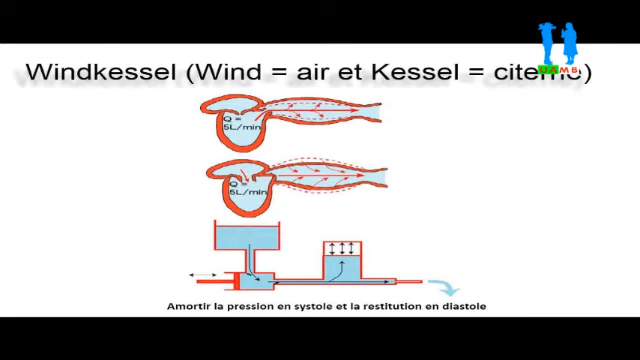 UAMB
Windkessel (Wind = air et Kessel = citerne)
Q =
5L/min
Q =
5L/min
Amortir la pression en systole et la restitution en diastole